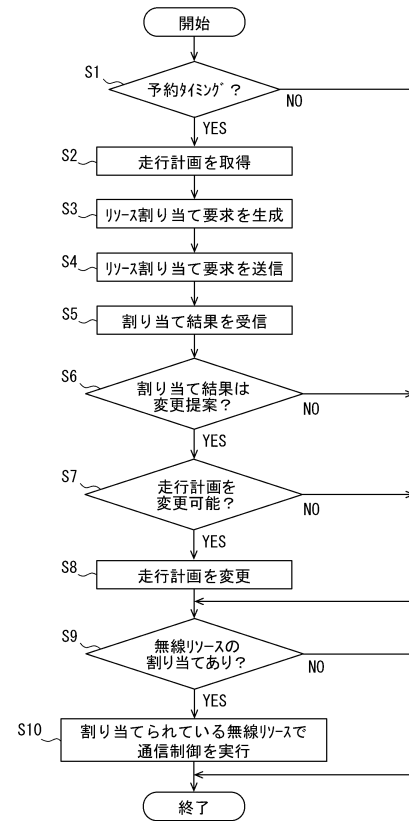 開始
S1
予約ﾀｲﾐﾝｸﾞ？
NO
YES
S2
走行計画を取得
S3
ﾘｿｰｽ割り当て要求を生成
S4
ﾘｿｰｽ割り当て要求を送信
S5
割り当て結果を受信
S6
割り当て結果は
変更提案？
NO
YES
S7
走行計画を
変更可能？
NO
YES
S8
走行計画を変更
S9
無線ﾘｿｰｽの
割り当てあり？
NO
YES
S10
割り当てられている無線ﾘｿｰｽで
通信制御を実行
終了